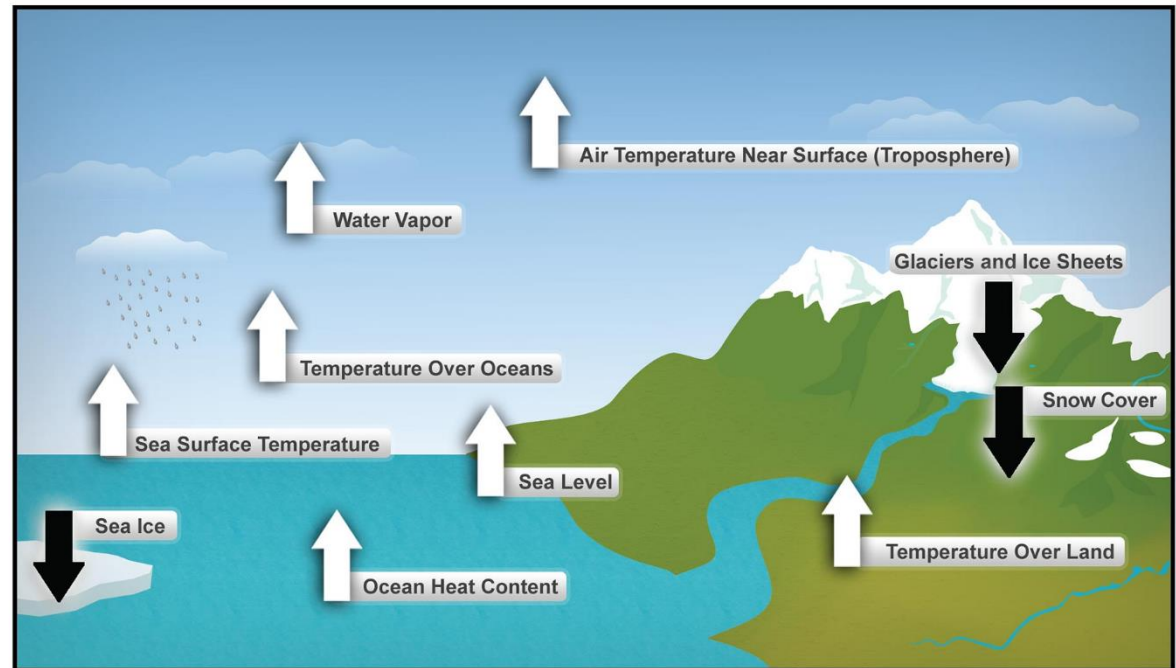 Air Temperature Near Surface (Troposphere)
Water Vapor
Glaciers and Ice Sheets
Temperature Over Oceans
Snow Cover
Sea Surface Temperature
Sea Level
Sea Ice
Temperature Over Land
Ocean Heat Content